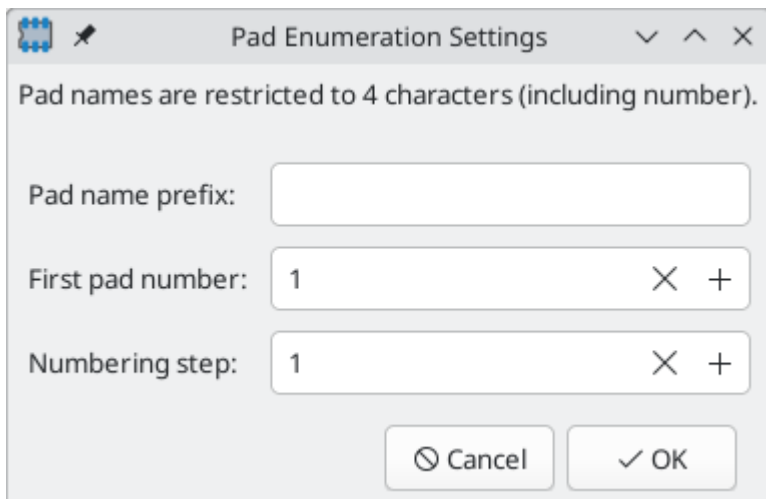 Pad Enumeration Settings
Pad names are restricted to 4 characters (including number).
Pad name prefix:
First pad number: 1
Numbering step: 1
Cancel OK